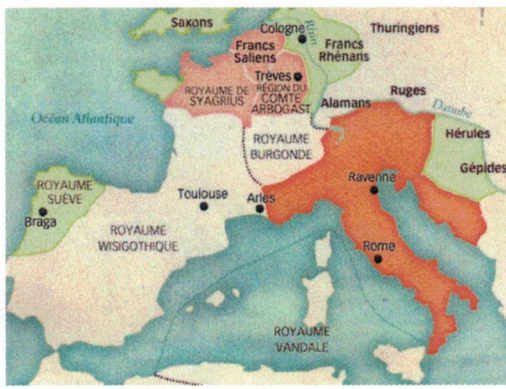 Saxons
Cologne
Rhin
Thuringiens
Francs
Saliens
Francs
Rhénans
Trèves
ROYAUME DE
SYAGRIUS
RÉGION DU
COMTE
ARBOGAST
Alamans
Ruges
Danube
Océan Atlantique
Hérules
ROYAUME
BURGONDE
Gépides
ROYAUME
SUÈVE
Braga
Toulouse
Arles
Ravenne
ROYAUME
WISIGOTHIQUE
Rome
ROYAUME
VANDALE